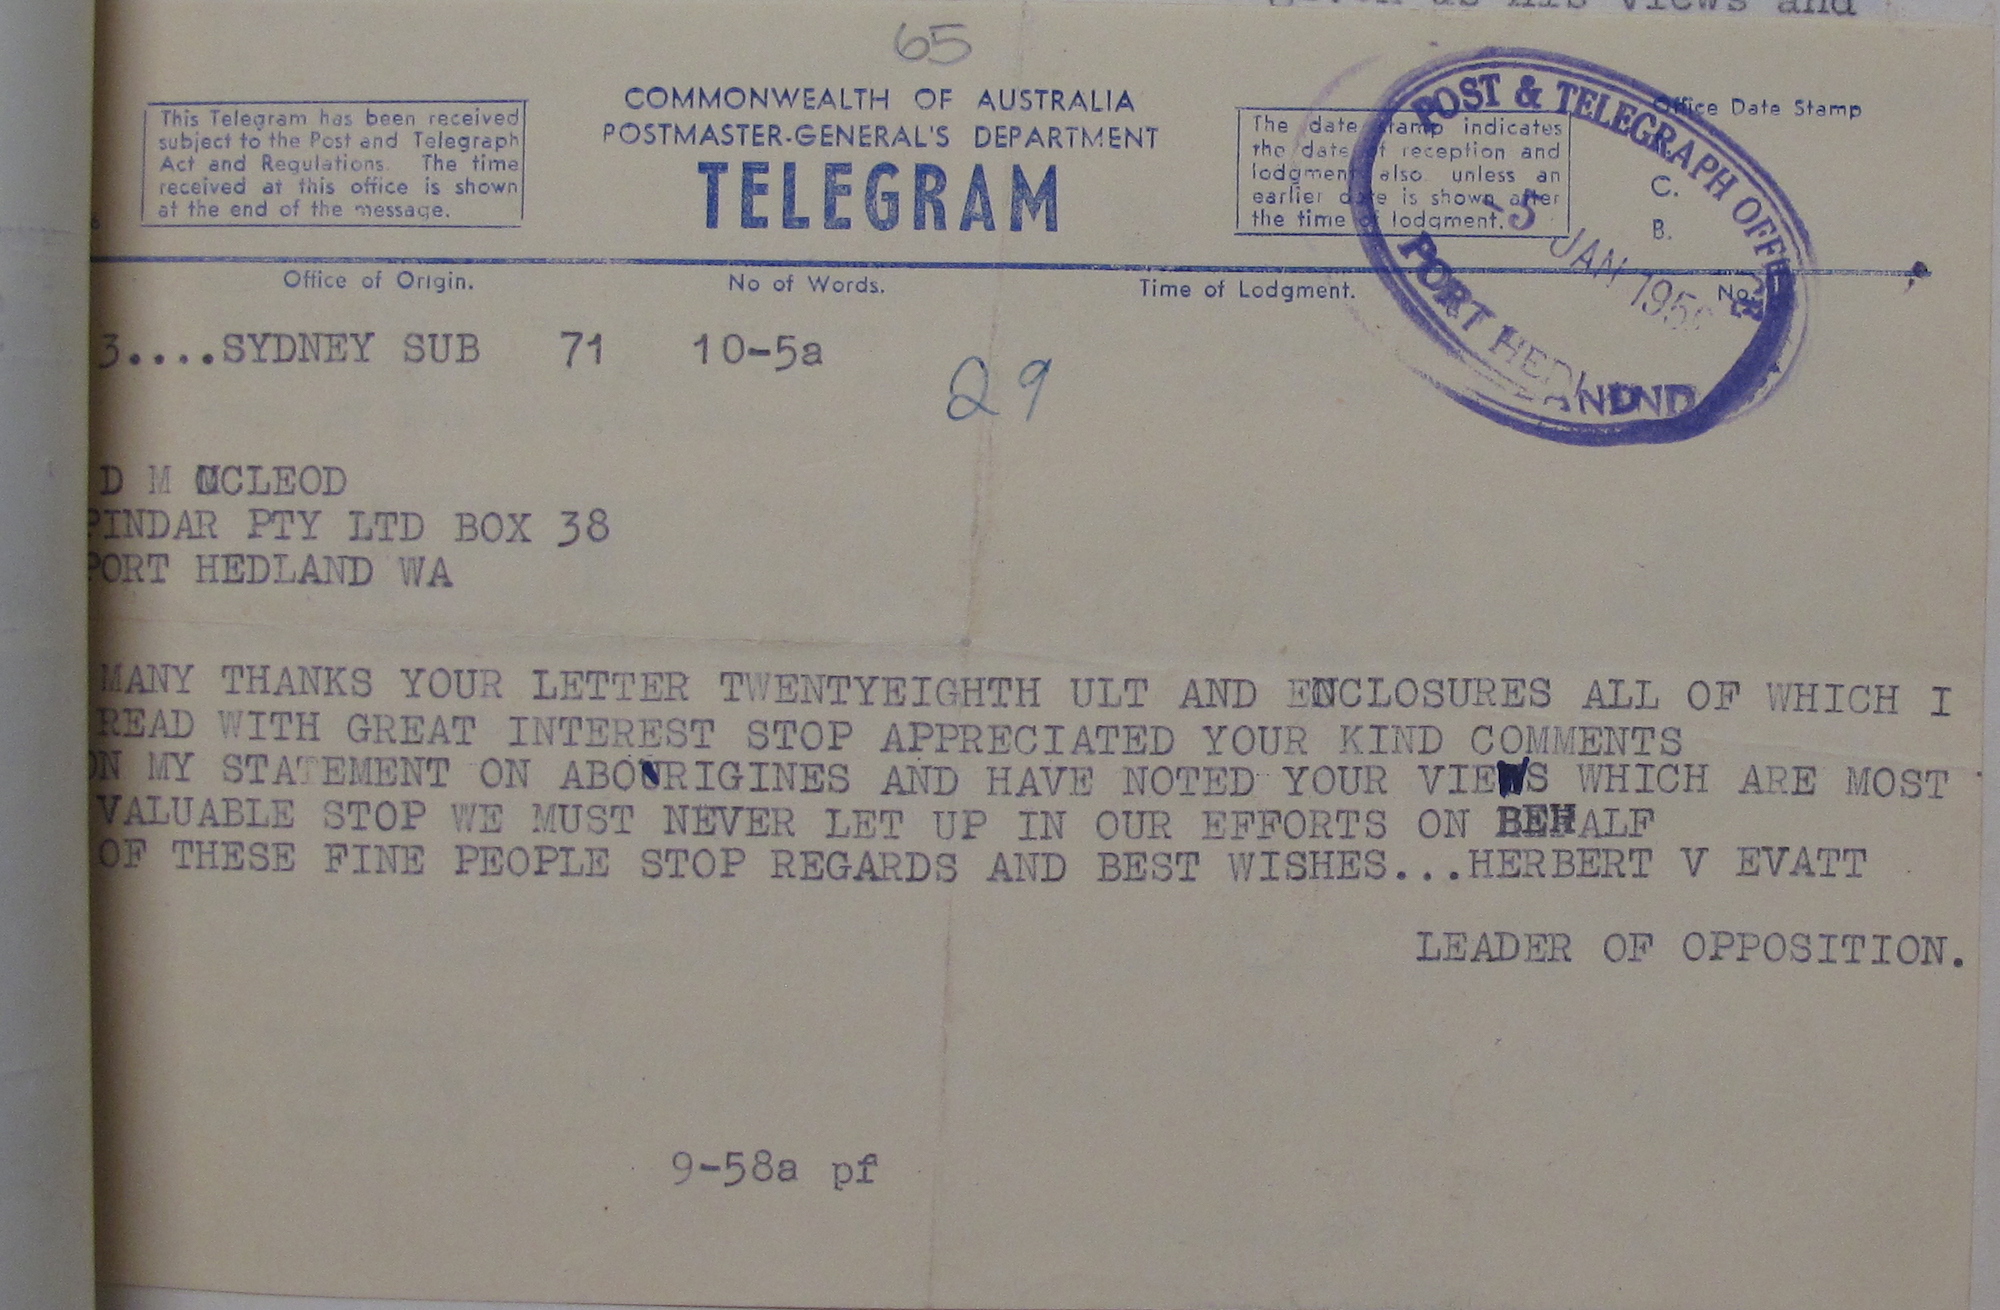 his views and
65
This Telegram has been received
subject to the Post and Telegraph
Act and Regulations. The time
received at this office is shown
at the end of the message.
COMMONWEALTH OF AUSTRALIA
POSTMASTER-GENERAL'S DEPARTMENT
TELEGRAM
The date stamp indicates
the date of reception and
lodgment also unless an
earlier date is shown after
the time of lodgment.
Office Date Stamp
C.
B.
POST & TELEGRAPH OFFICE
-5 JAN 195
PORT HEDLAND
Office of Origin.
No of Words.
Time of Lodgment.
No.
3....SYDNEY SUB 71 10-5a
29
D M MCLEOD
PINDAR PTY LTD BOX 38
PORT HEDLAND WA
MANY THANKS YOUR LETTER TWENTYEIGHTH ULT AND ENCLOSURES ALL OF WHICH I
READ WITH GREAT INTEREST STOP APPRECIATED YOUR KIND COMMENTS
ON MY STATEMENT ON ABORIGINES AND HAVE NOTED YOUR VIEWS WHICH ARE MOST
VALUABLE STOP WE MUST NEVER LET UP IN OUR EFFORTS ON BEHALF
OF THESE FINE PEOPLE STOP REGARDS AND BEST WISHES...HERBERT V EVATT
LEADER OF OPPOSITION.
9-58a pf